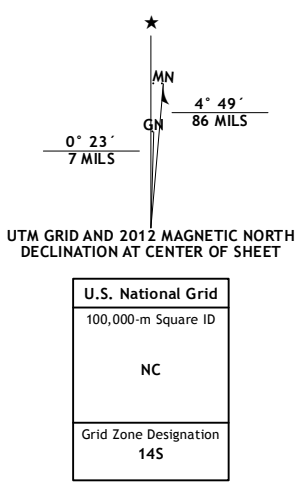 ★
MN
GN
4° 49´
86 MILS
0° 23´
7 MILS
UTM GRID AND 2012 MAGNETIC NORTH
DECLINATION AT CENTER OF SHEET
U.S. National Grid
100,000-m Square ID
NC
Grid Zone Designation
14S